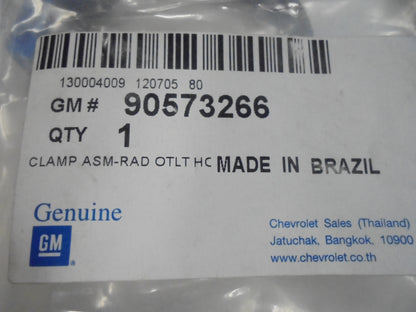 130004009 120705 80
GM# 90573266
QTY 1
CLAMP ASM-RAD OTLT HO MADE IN BRAZIL
Genuine
GM
Chevrolet Sales (Thailand)
Jatuchak, Bangkok, 10900
www.chevrolet.co.th